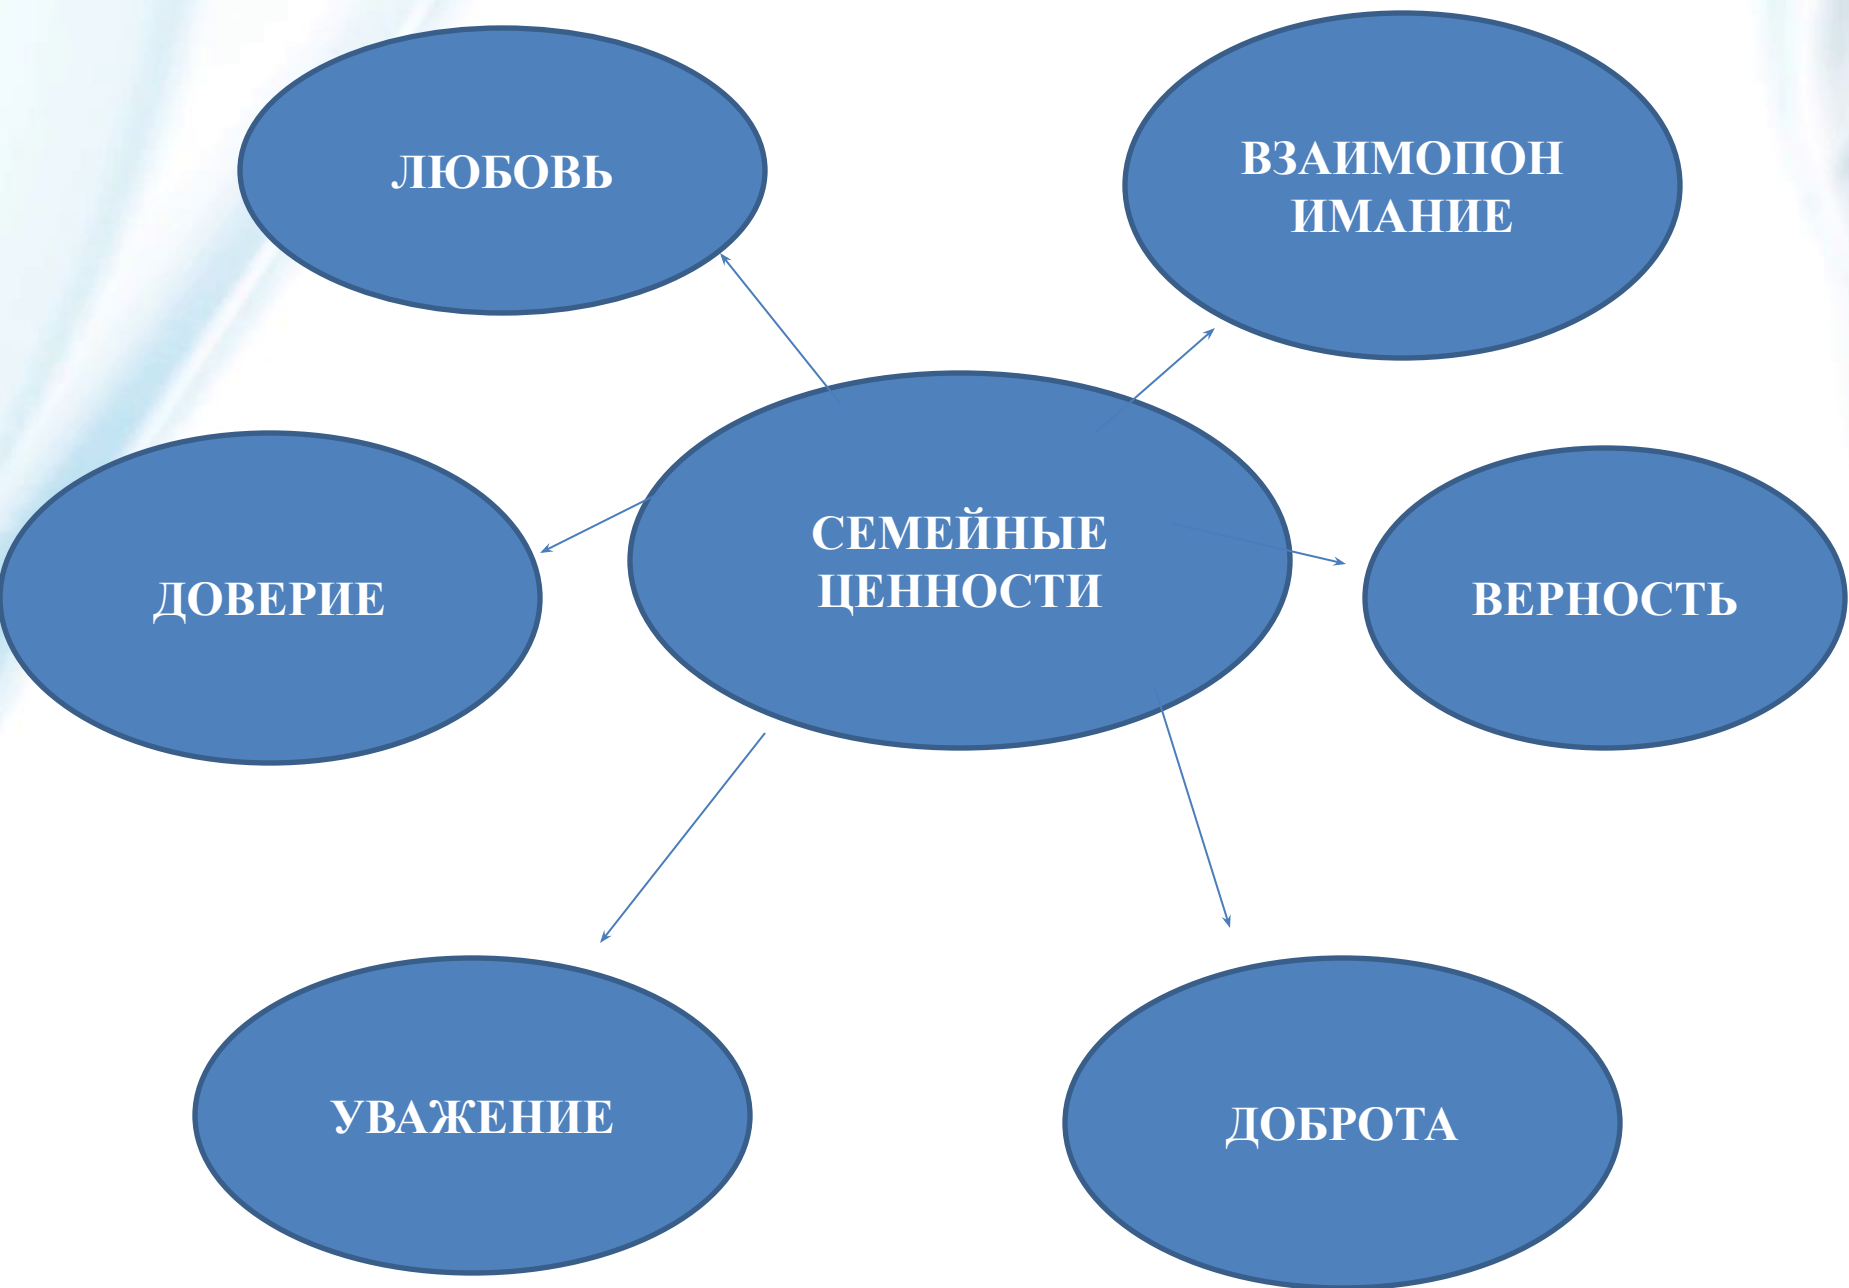 ЛЮБОВЬ
ВЗАИМОПОН
ИМАНИЕ
СЕМЕЙНЫЕ
ЦЕННОСТИ
ДОВЕРИЕ
ВЕРНОСТЬ
УВАЖЕНИЕ
ДОБРОТА